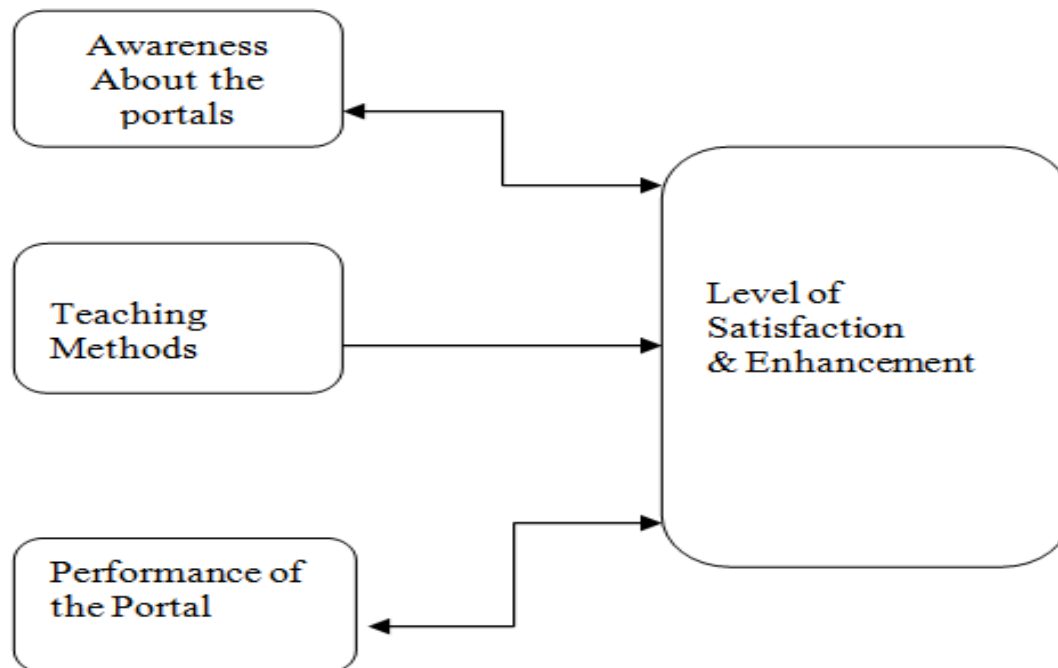 Awareness
About the
portals
Teaching
Methods
Level of
Satisfaction
& Enhancement
Performance of
the Portal